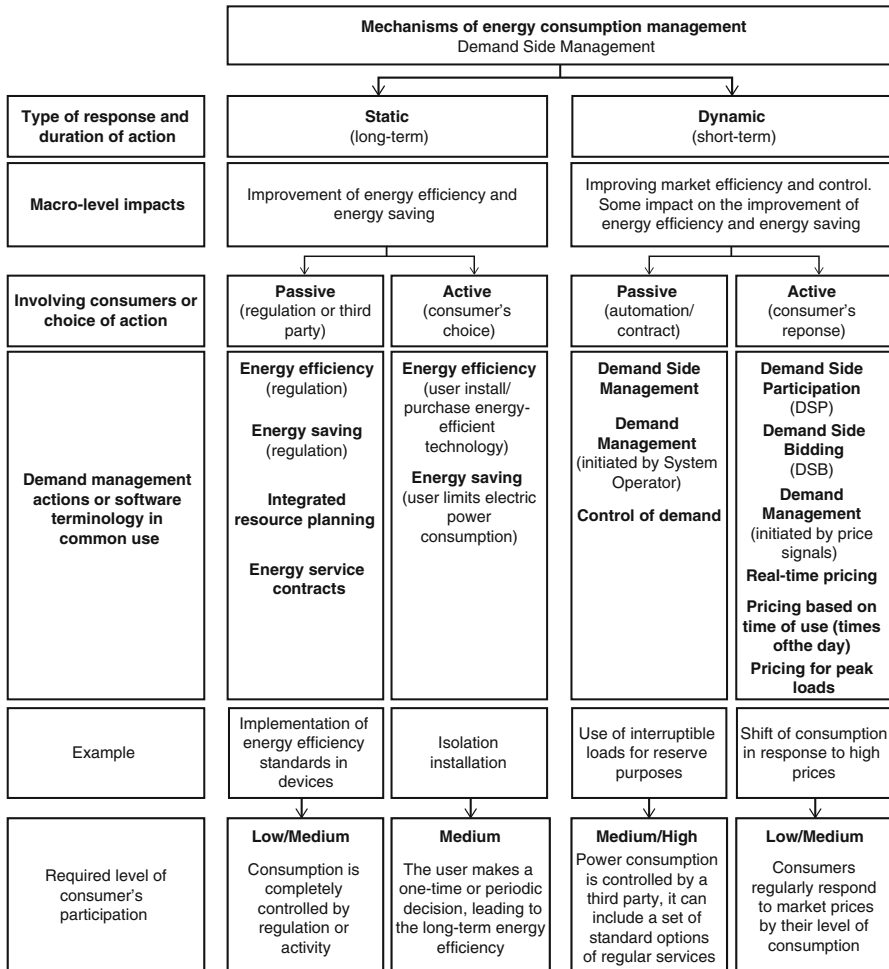 Mechanisms of energy consumption management
Demand Side Management
Type of response and
duration of action
Static
(long-term)
Dynamic
(short-term)
Macro-level impacts
Improvement of energy efficiency and
energy saving
Improving market efficiency and control.
Some impact on the improvement of
energy efficiency and energy saving
Involving consumers or
choice of action
Passive
(regulation or third
party)
Active
(consumer's
choice)
Passive
(automation/
contract)
Active
(consumer's
reponse)
Demand management
actions or software
terminology in
common use
Energy efficiency
(regulation)
Energy saving
(regulation)
Integrated
resource planning
Energy service
contracts
Energy efficiency
(user install/
purchase energy-
efficient
technology)
Energy saving
(user limits electric
power
consumption)
Demand Side
Management
Demand
Management
(initiated by System
Operator)
Control of demand
Demand Side
Participation
(DSP)
Demand Side
Bidding
(DSB)
Demand
Management
(initiated by price
signals)
Real-time pricing
Pricing based on
time of use (times
ofthe day)
Pricing for peak
loads
Example
Implementation of
energy efficiency
standards in
devices
Isolation
installation
Use of interruptible
loads for reserve
purposes
Shift of consumption
in response to high
prices
Required level of
consumer's
participation
Low/Medium
Consumption is
completely
controlled by
regulation or
activity
Medium
The user makes a
one-time or periodic
decision, leading to
the long-term energy
efficiency
Medium/High
Power consumption
is controlled by a
third party, it can
include a set of
standard options
of regular services
Low/Medium
Consumers
regularly respond
to market prices
by their level of
consumption